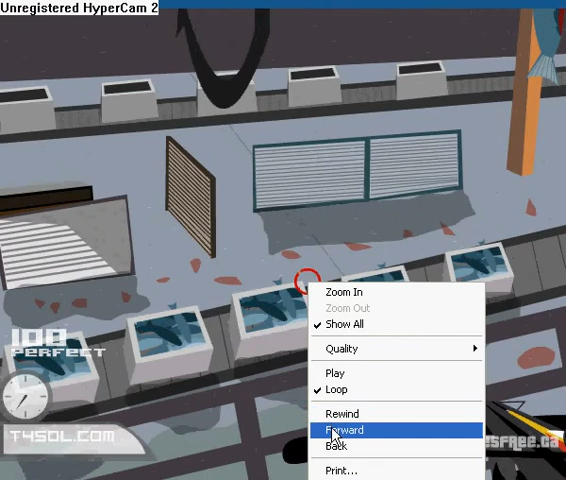 Unregistered HyperCam 2
Zoom In
Zoom Out
Show All
Quality
Play
Loop
Rewind
Forward
Back
Print...
100
PERFECT
T4SOL.COM
esfree.ca